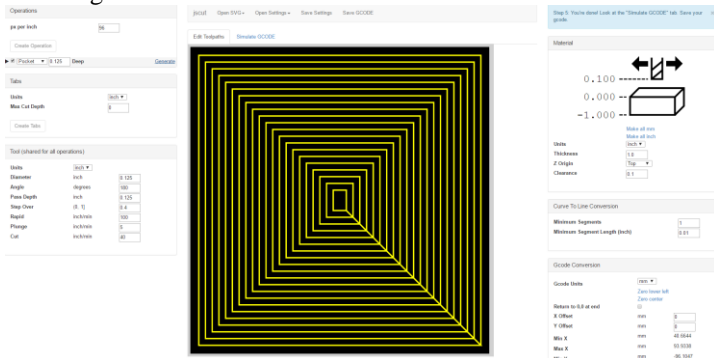 Operations
px per inch 96
Create Operation
Pocket 0.125 Deep Generate
Tabs
Units inch
Max Cut Depth 0
Create Tabs
Tool (shared for all operations)
Units inch
Diameter inch 0.125
Angle degrees 180
Pass Depth inch 0.125
Step Over (0, 1] 0.4
Rapid inch/min 100
Plunge inch/min 5
Cut inch/min 40
jscut Open SVG Open Settings Save Settings Save GCODE
Edit Toolpaths Simulate GCODE
Step 5: You're done! Look at the "Simulate GCODE" tab. Save your gcode.
Material
0.100
0.000
-1.000
Make all mm
Make all inch
Units inch
Thickness 1.0
Z Origin Top
Clearance 0.1
Curve To Line Conversion
Minimum Segments 1
Minimum Segment Length (inch) 0.01
Gcode Conversion
Gcode Units mm
Zero lower left
Zero center
Return to 0,0 at end
X Offset mm 0
Y Offset mm 0
Min X mm
Max X mm
mm